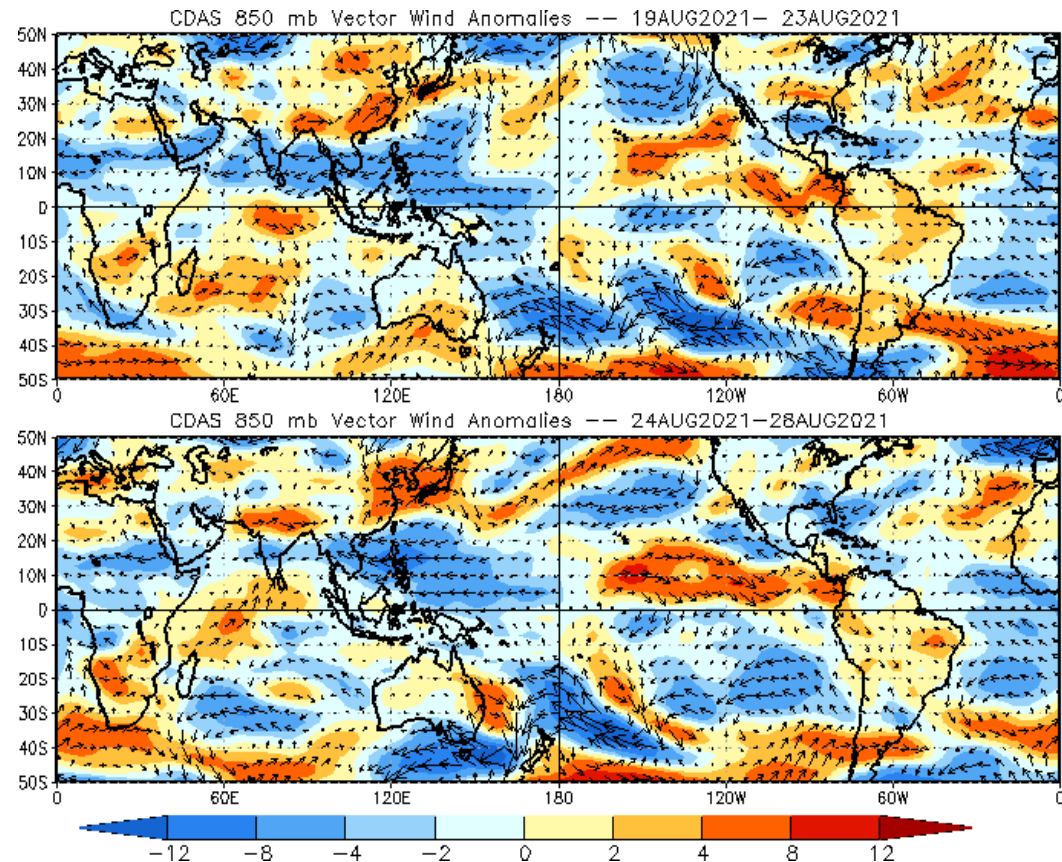 CDAS 850 mb Vector Wind Anomalies -- 19AUG2021- 23AUG2021
50N
40N
30N
20N
10N
0
10S
20S
30S
40S
50S
0 60E 120E 180 120W 60W 0
CDAS 850 mb Vector Wind Anomalies -- 24AUG2021-28AUG2021
50N
40N
30N
20N
10N
0
10S
20S
30S
40S
50S
0 60E 120E 180 120W 60W 0
-12 -8 -4 -2 0 2 4 8 12